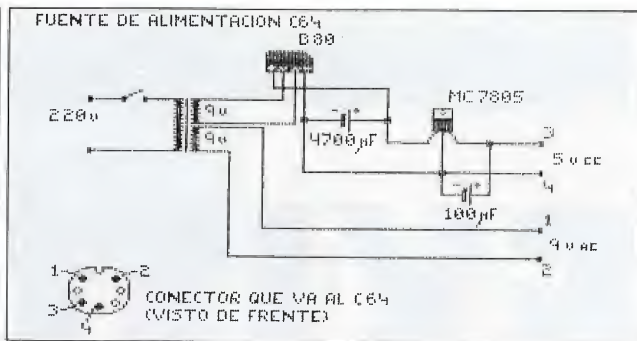 FUENTE DE ALIMENTACION C64
B80
220v
9v
9v
4700µF
MC7805
100µF
3
5 v cc
4
1
9 v AC
2
1
2
3
4
CONECTOR QUE VA AL C64
(VISTO DE FRENTE)